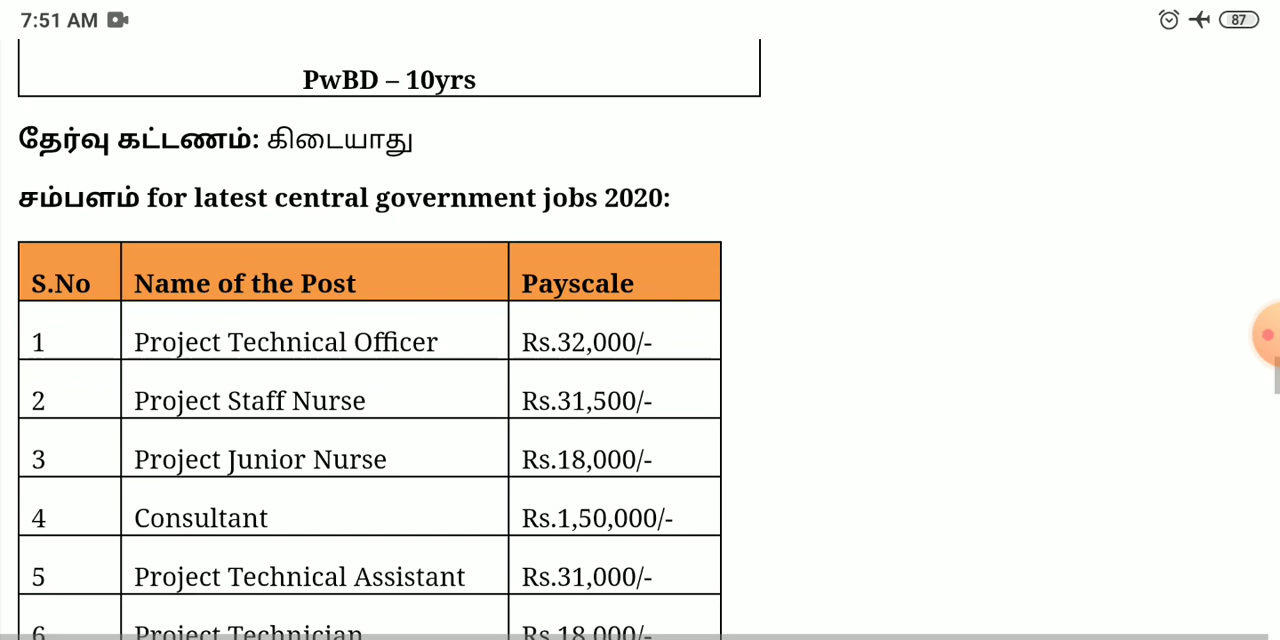 7:51 AM
87
PwBD – 10yrs
தேர்வு கட்டணம்: கிடையாது
சம்பளம் for latest central government jobs 2020:
S.No Name of the Post Payscale
1 Project Technical Officer Rs.32,000/-
2 Project Staff Nurse Rs.31,500/-
3 Project Junior Nurse Rs.18,000/-
4 Consultant Rs.1,50,000/-
5 Project Technical Assistant Rs.31,000/-
6 Project Technician Rs.18,000/-